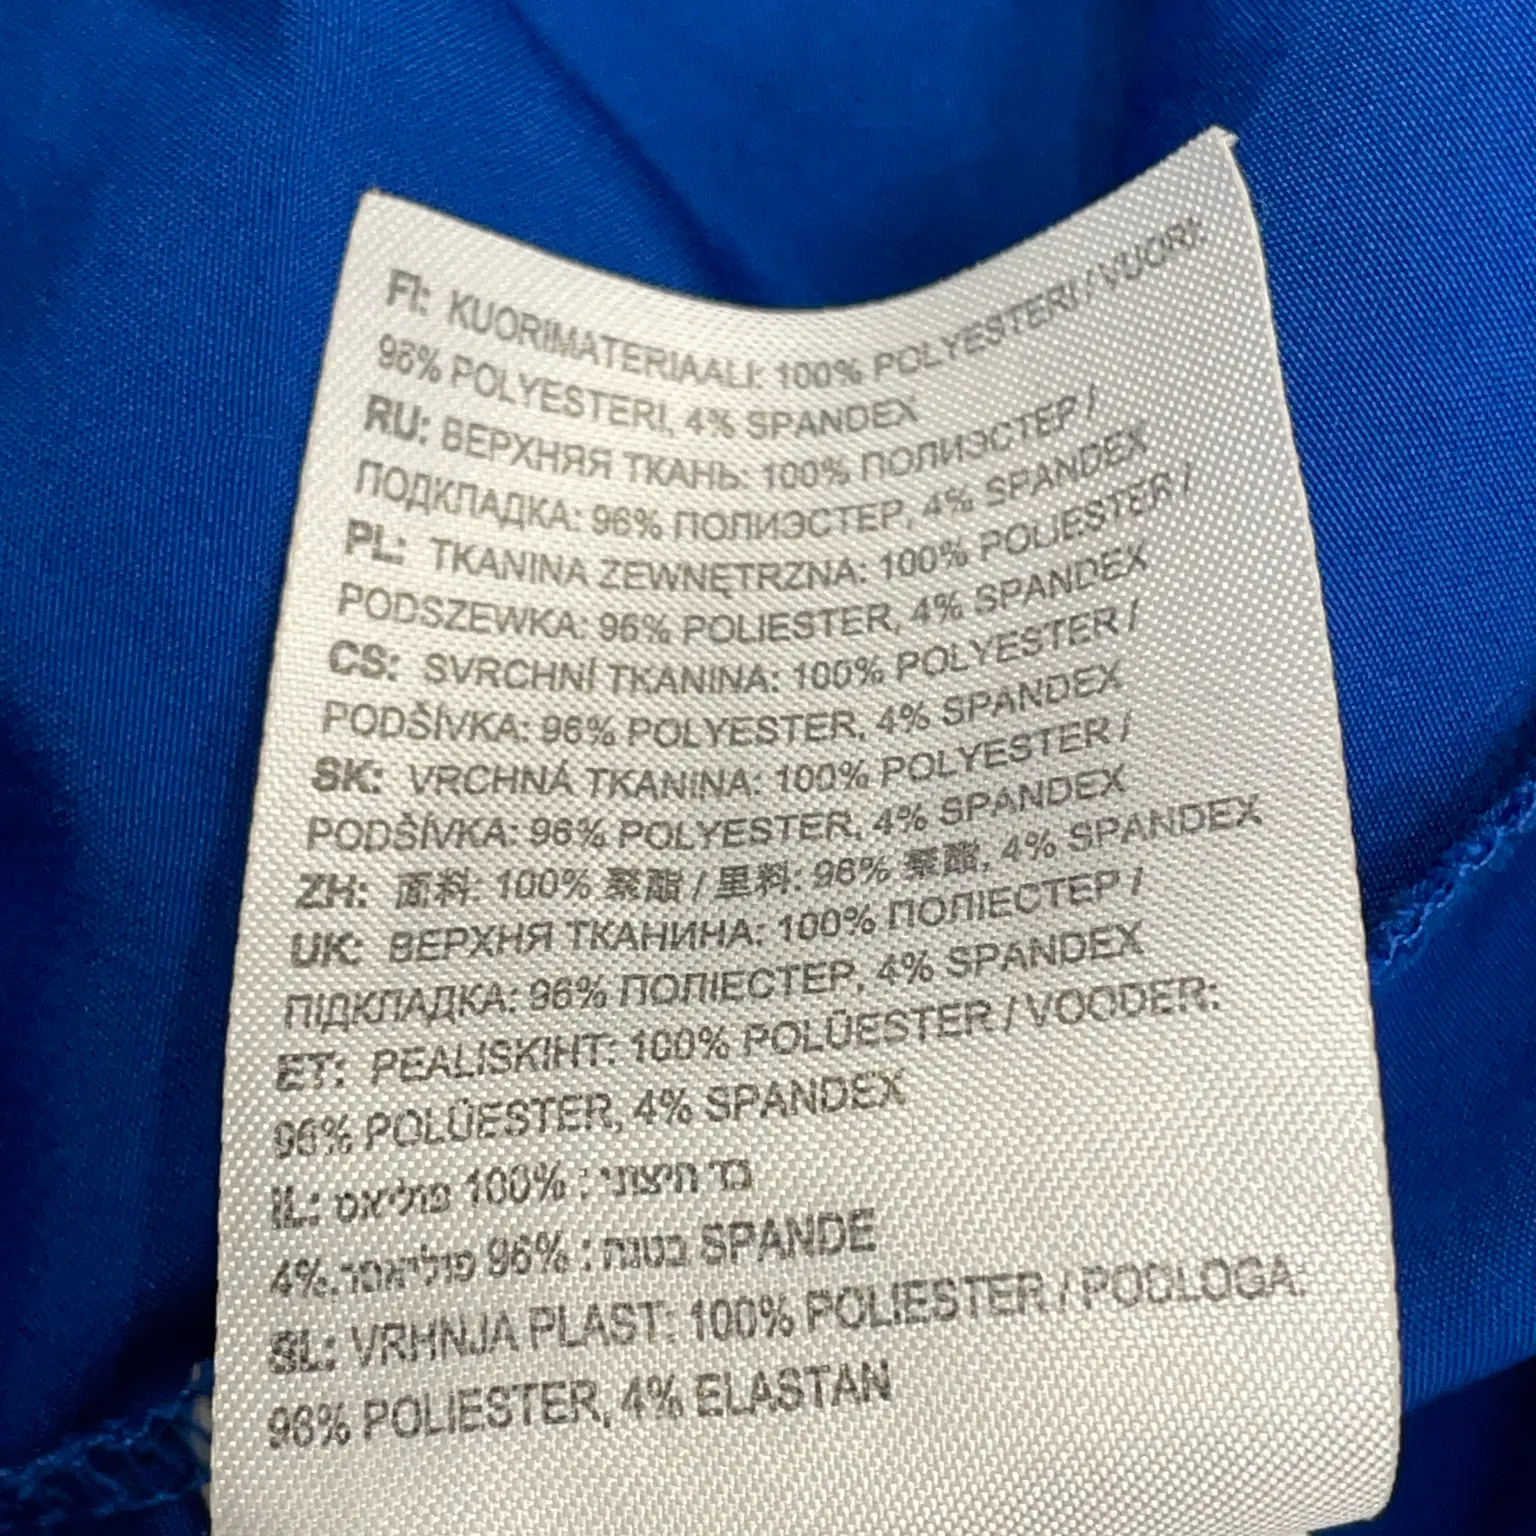 FI: KUORIMATERIAALI: 100% POLYESTERI / VUORI:
96% POLYESTERI, 4% SPANDEX
RU: ВЕРХНЯЯ ТКАНЬ: 100% ПОЛИЭСТЕР /
ПОДКЛАДКА: 96% ПОЛИЭСТЕР, 4% SPANDEX
PL: TKANINA ZEWNĘTRZNA: 100% POLIESTER /
PODSZEWKA: 96% POLIESTER, 4% SPANDEX
CS: SVRCHNÍ TKANINA: 100% POLYESTER /
PODŠÍVKA: 96% POLYESTER, 4% SPANDEX
SK: VRCHNÁ TKANINA: 100% POLYESTER /
PODŠÍVKA: 96% POLYESTER, 4% SPANDEX
ZH: 面料: 100% 聚酯 / 里料: 96% 聚酯, 4% SPANDEX
UK: ВЕРХНЯ ТКАНИНА: 100% ПОЛІЕСТЕР /
ПІДКЛАДКА: 96% ПОЛІЕСТЕР, 4% SPANDEX
ET: PEALISKIHT: 100% POLÜESTER / VOODER:
96% POLÜESTER, 4% SPANDEX
IL: בד חיצוני: 100%
4% בטנה: 96% SPANDE
SL: VRHNJA PLAST: 100% POLIESTER / PODLOGA:
96% POLIESTER, 4% ELASTAN